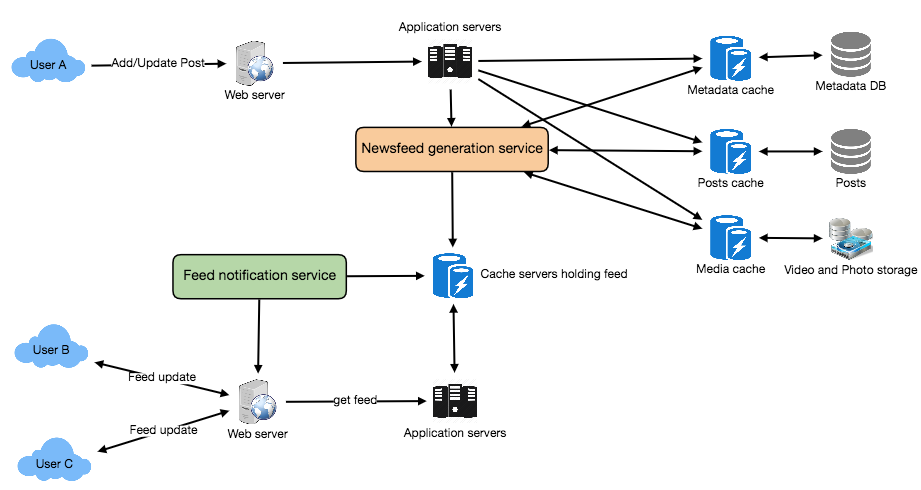 Application servers
User A
Add/Update Post
Web server
Metadata cache
Metadata DB
Newsfeed generation service
Posts cache
Posts
Media cache
Video and Photo storage
Feed notification service
Cache servers holding feed
User B
Feed update
get feed
Feed update
Web server
Application servers
User C